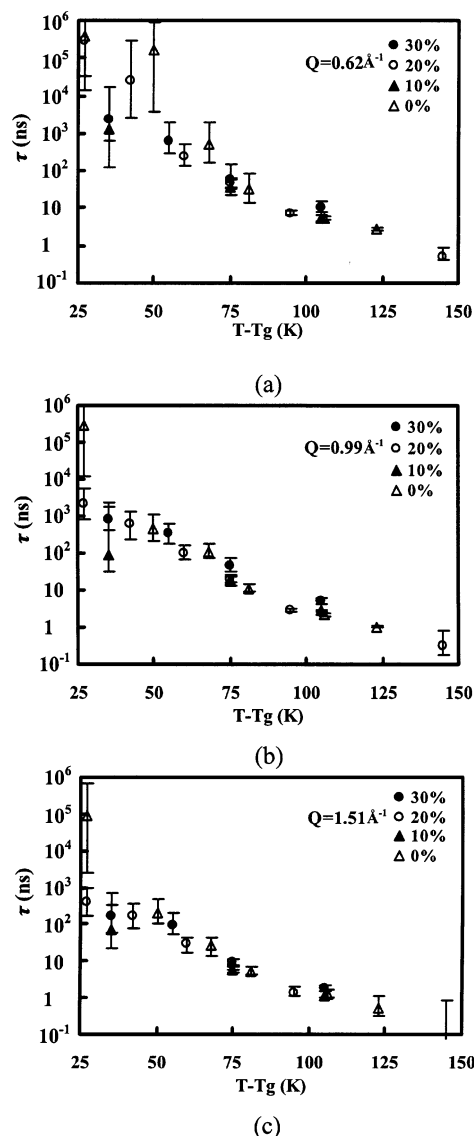 10⁶
10⁵
10⁴
10³
10²
10
1
10⁻¹
τ (ns)
Q=0.62Å⁻¹
● 30%
○ 20%
▲ 10%
△ 0%
25 50 75 100 125 150
T-Tg (K)
(a)
10⁶
10⁵
10⁴
10³
10²
10
1
10⁻¹
τ (ns)
Q=0.99Å⁻¹
● 30%
○ 20%
▲ 10%
△ 0%
25 50 75 100 125 150
T-Tg (K)
(b)
10⁶
10⁵
10⁴
10³
10²
10
1
10⁻¹
τ (ns)
Q=1.51Å⁻¹
● 30%
○ 20%
▲ 10%
△ 0%
25 50 75 100 125 150
T-Tg (K)
(c)